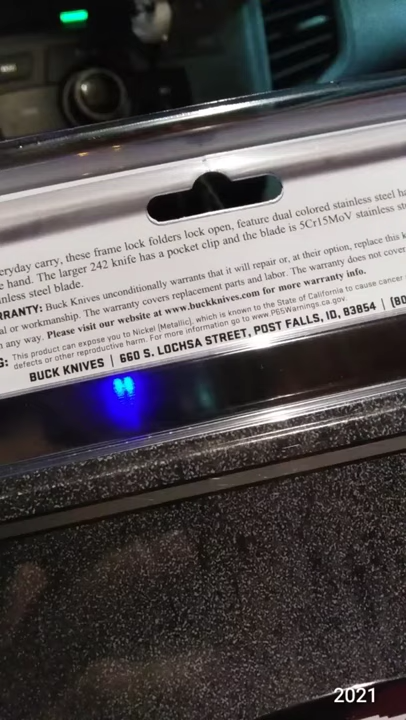 eryday carry, these frame lock folders lock open, feature dual colored stainless steel ha
e hand. The larger 242 knife has a pocket clip and the blade is 5Cr15MoV stainless st
nless steel blade.
RRANTY: Buck Knives unconditionally warrants that it will repair or, at their option, replace this k
al or workmanship. The warranty covers replacement parts and labor. The warranty does not cover
n any way. Please visit our website at www.buckknives.com for more warranty info.
G: This product can expose you to Nickel [Metallic], which is known to the State of California to cause cancer
defects or other reproductive harm. For more information go to www.P65Warnings.ca.gov.
BUCK KNIVES | 660 S. LOCHSA STREET, POST FALLS, ID, 83854 | (80
2021